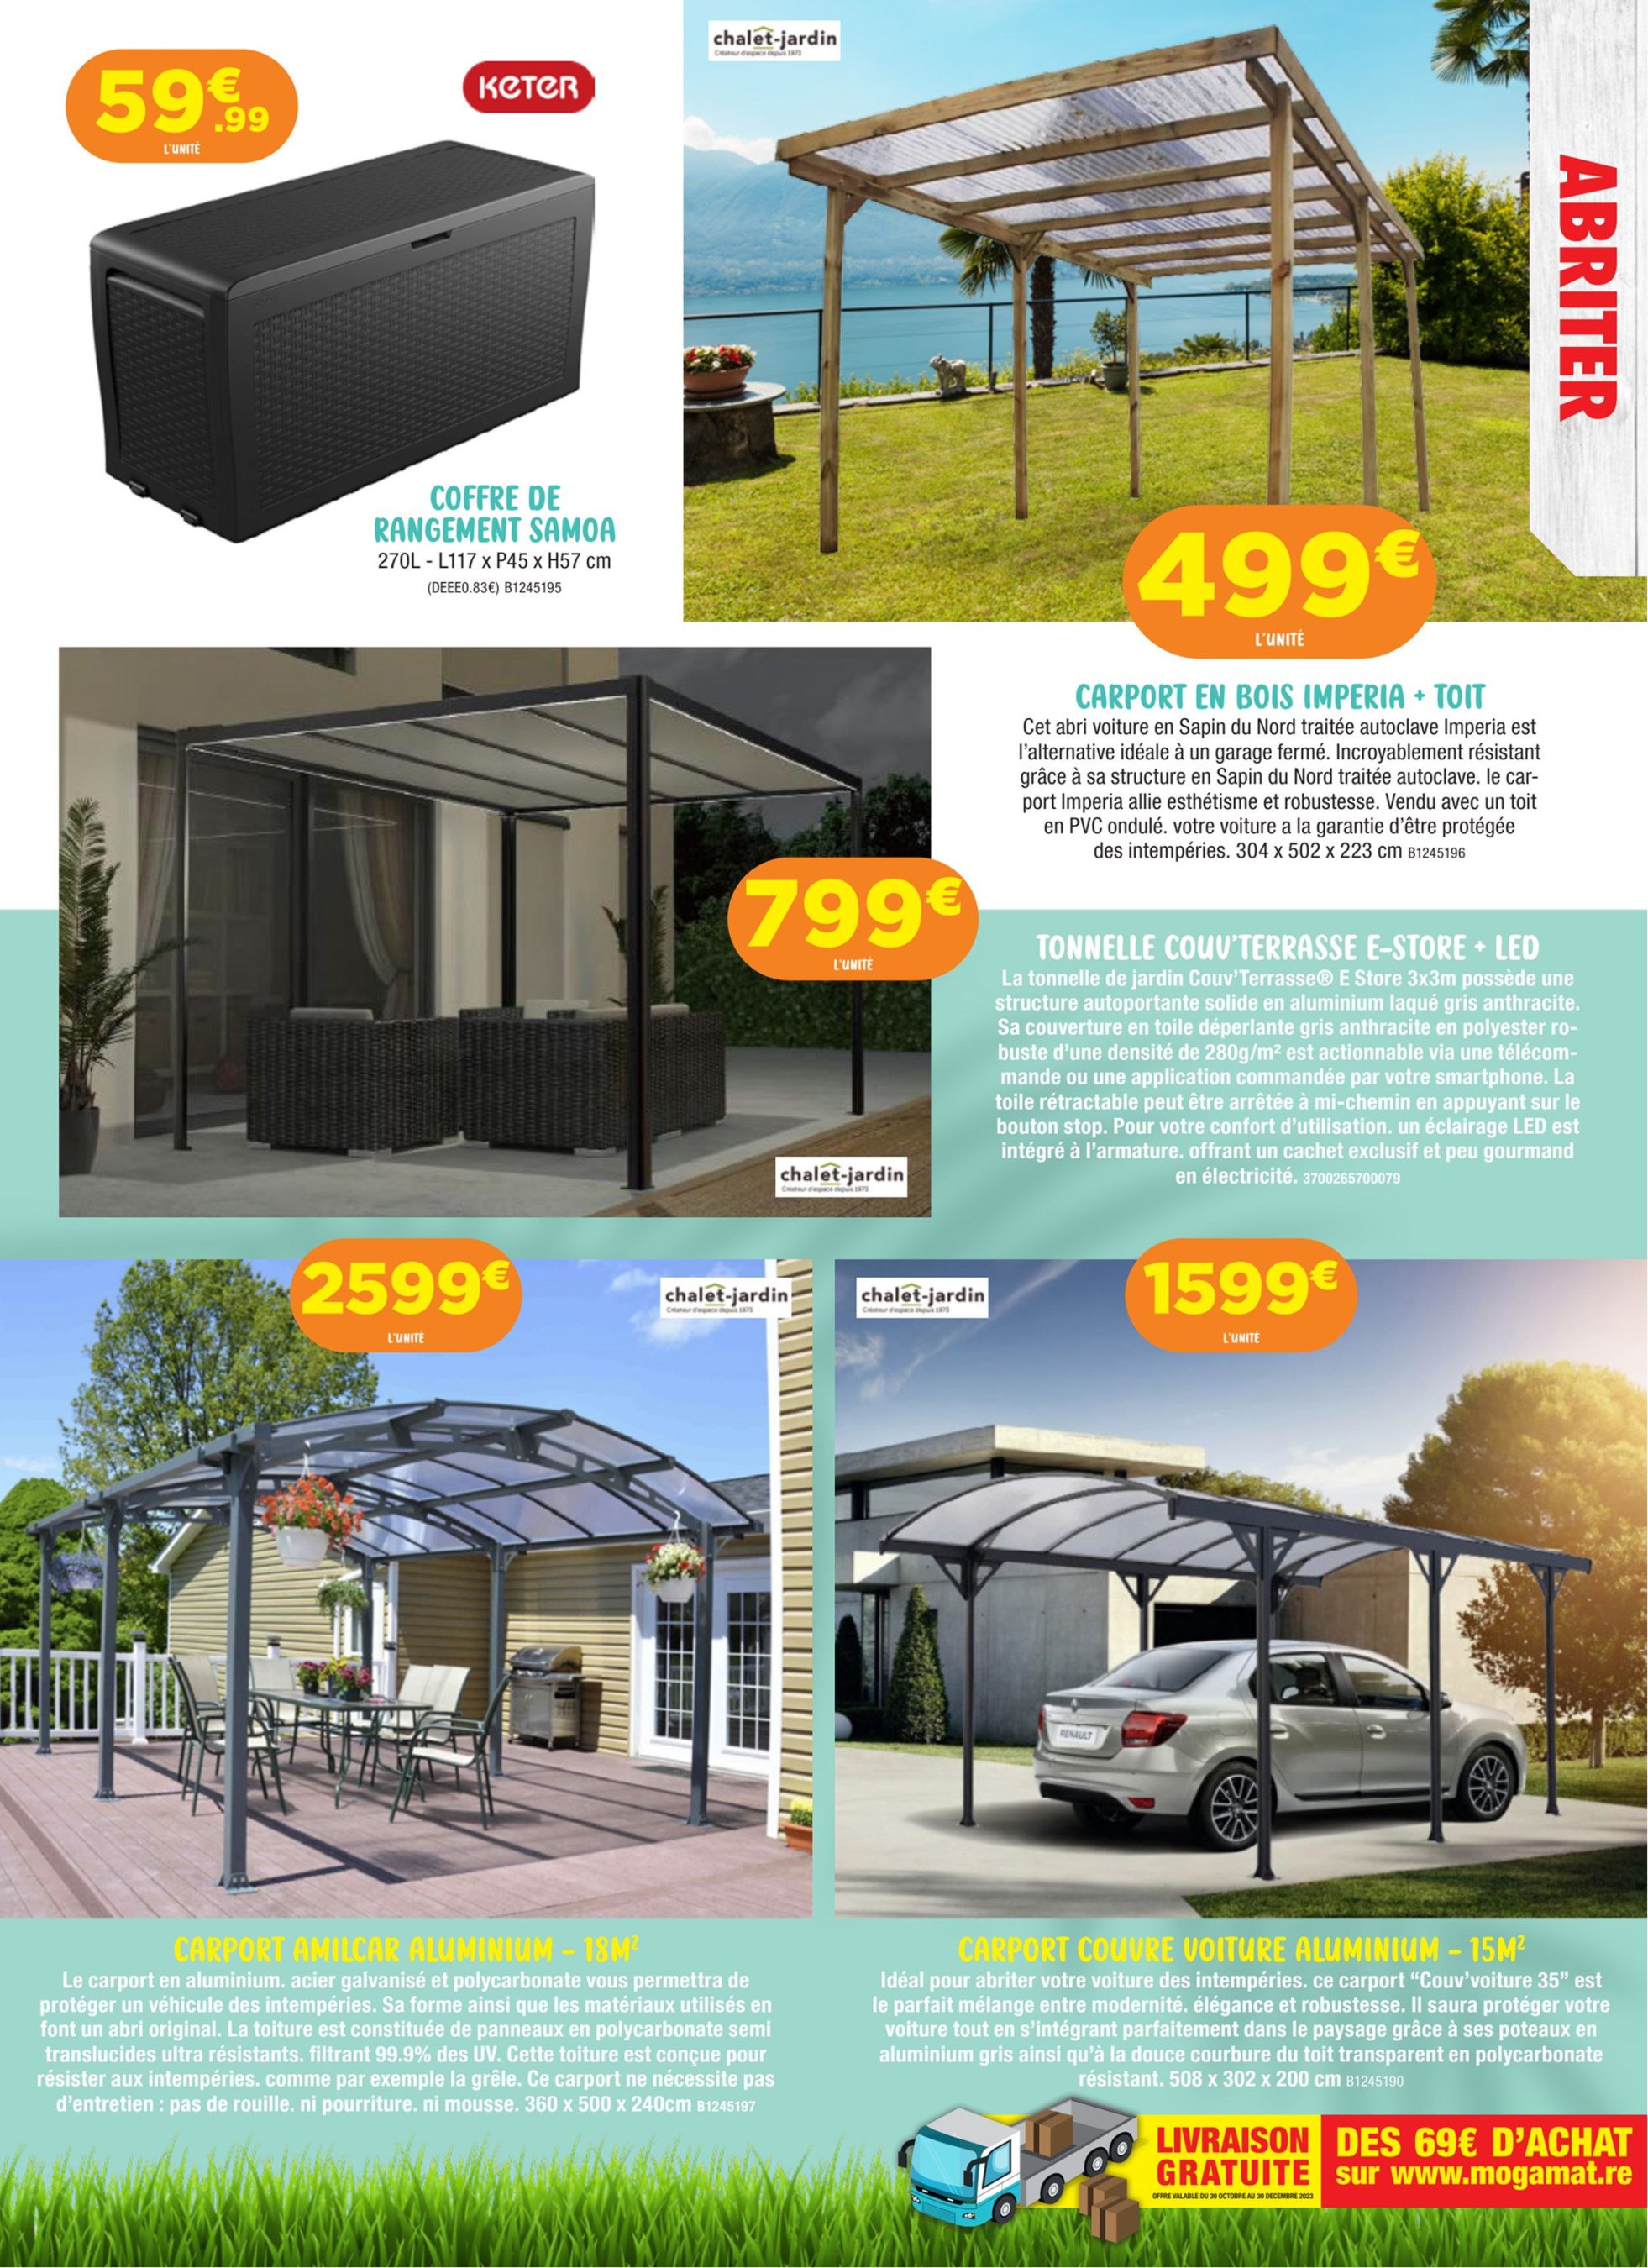 59€.99
L'UNITÉ
KETER
COFFRE DE
RANGEMENT SAMOA
270L - L117 x P45 x H57 cm
(DEEE0.83€) B1245195
chalet-jardin
Créateur d'espace depuis 1973
ABRITER
499€
L'UNITÉ
CARPORT EN BOIS IMPERIA + TOIT
Cet abri voiture en Sapin du Nord traitée autoclave Imperia est
l'alternative idéale à un garage fermé. Incroyablement résistant
grâce à sa structure en Sapin du Nord traitée autoclave. le car-
port Imperia allie esthétisme et robustesse. Vendu avec un toit
en PVC ondulé. votre voiture a la garantie d'être protégée
des intempéries. 304 x 502 x 223 cm B1245196
799€
L'UNITÉ
chalet-jardin
Créateur d'espace depuis 1973
TONNELLE COUV'TERRASSE E-STORE + LED
La tonnelle de jardin Couv'Terrasse® E Store 3x3m possède une
structure autoportante solide en aluminium laqué gris anthracite.
Sa couverture en toile déperlante gris anthracite en polyester ro-
buste d'une densité de 280g/m² est actionnable via une télécom-
mande ou une application commandée par votre smartphone. La
toile rétractable peut être arrêtée à mi-chemin en appuyant sur le
bouton stop. Pour votre confort d'utilisation. un éclairage LED est
intégré à l'armature. offrant un cachet exclusif et peu gourmand
en électricité. 3700265700079
2599€
L'UNITÉ
chalet-jardin
Créateur d'espace depuis 1973
CARPORT AMILCAR ALUMINIUM - 18M²
Le carport en aluminium. acier galvanisé et polycarbonate vous permettra de
protéger un véhicule des intempéries. Sa forme ainsi que les matériaux utilisés en
font un abri original. La toiture est constituée de panneaux en polycarbonate semi
translucides ultra résistants. filtrant 99.9% des UV. Cette toiture est conçue pour
résister aux intempéries. comme par exemple la grêle. Ce carport ne nécessite pas
d'entretien : pas de rouille. ni pourriture. ni mousse. 360 x 500 x 240cm B1245197
chalet-jardin
Créateur d'espace depuis 1973
1599€
L'UNITÉ
RENAULT
CARPORT COUVRE VOITURE ALUMINIUM - 15M²
Idéal pour abriter votre voiture des intempéries. ce carport “Couv'voiture 35” est
le parfait mélange entre modernité. élégance et robustesse. Il saura protéger votre
voiture tout en s'intégrant parfaitement dans le paysage grâce à ses poteaux en
aluminium gris ainsi qu'à la douce courbure du toit transparent en polycarbonate
résistant. 508 x 302 x 200 cm B1245190
LIVRAISON
GRATUITE
OFFRE VALABLE DU 30 OCTOBRE AU 30 DECEMBRE 2023
DES 69€ D'ACHAT
sur www.mogamat.re